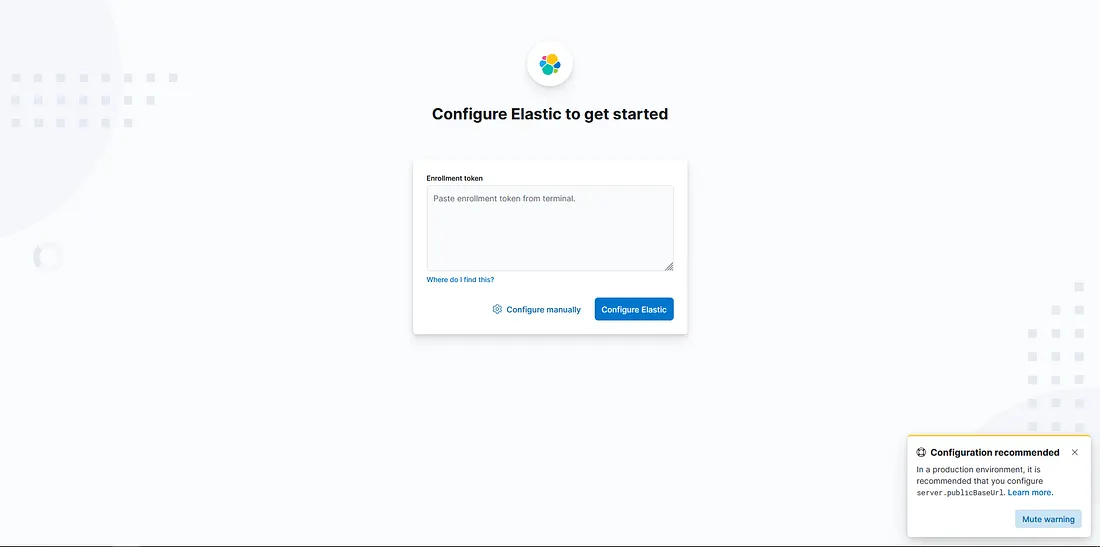 Configure Elastic to get started
Enrollment token
Paste enrollment token from terminal.
Where do I find this?
Configure manually
Configure Elastic
Configuration recommended
In a production environment, it is
recommended that you configure
server.publicBaseUrl. Learn more.
Mute warning